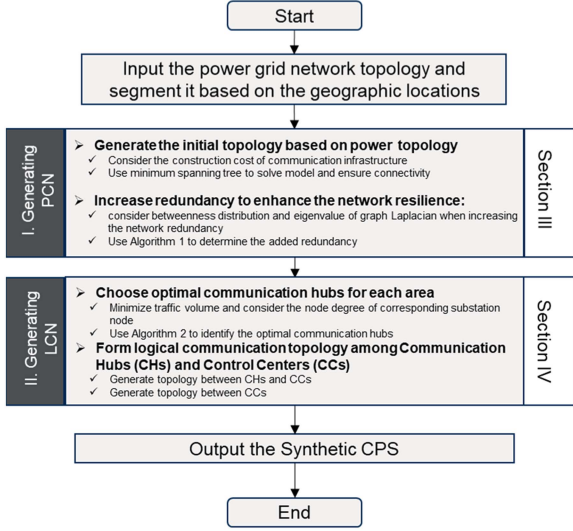 Start
Input the power grid network topology and
segment it based on the geographic locations
I. Generating
PCN
➢ Generate the initial topology based on power topology
✓ Consider the construction cost of communication infrastructure
✓ Use minimum spanning tree to solve model and ensure connectivity
➢ Increase redundancy to enhance the network resilience:
✓ consider betweenness distribution and eigenvalue of graph Laplacian when increasing
the network redundancy
✓ Use Algorithm 1 to determine the added redundancy
Section III
II. Generating
LCN
➢ Choose optimal communication hubs for each area
✓ Minimize traffic volume and consider the node degree of corresponding substation
node
✓ Use Algorithm 2 to identify the optimal communication hubs
➢ Form logical communication topology among Communication
Hubs (CHs) and Control Centers (CCs)
✓ Generate topology between CHs and CCs
✓ Generate topology between CCs
Section IV
Output the Synthetic CPS
End